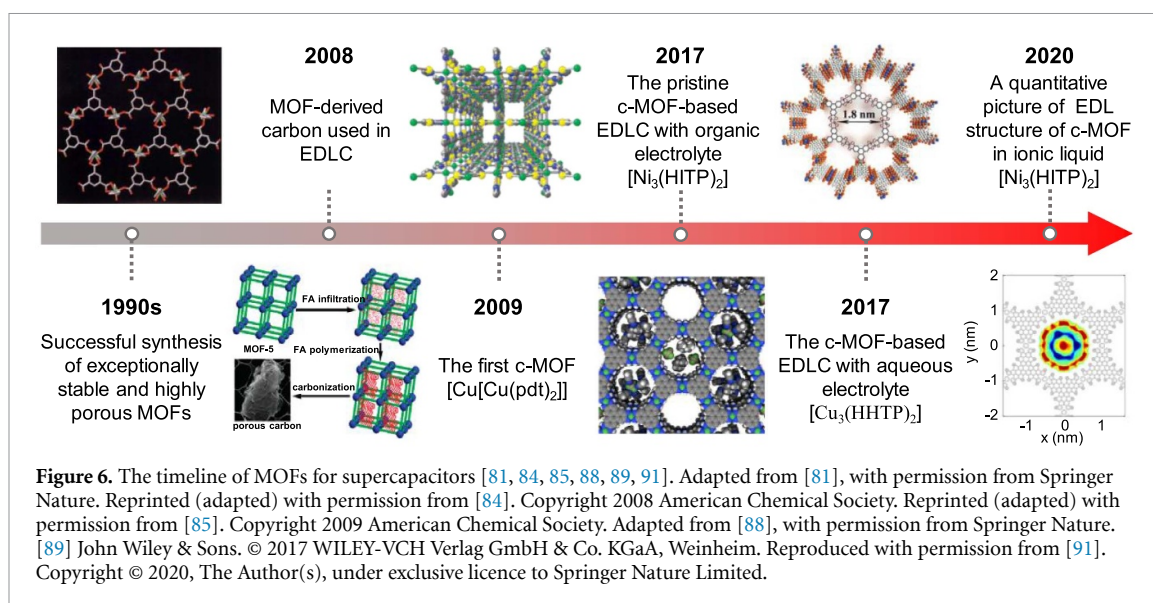 2008
MOF-derived
carbon used in
EDLC
2017
The pristine
c-MOF-based
EDLC with organic
electrolyte
[Ni₃(HITP)₂]
1.8 nm
2020
A quantitative
picture of EDL
structure of c-MOF
in ionic liquid
[Ni₃(HITP)₂]
1990s
Successful synthesis
of exceptionally
stable and highly
porous MOFs
FA infiltration
MOF-5
FA polymerization
carbonization
porous carbon
2009
The first c-MOF
[Cu[Cu(pdt)₂]]
2017
The c-MOF-based
EDLC with aqueous
electrolyte
[Cu₃(HHTP)₂]
2
1
0
-1
-2
y (nm)
-1 0 1
x (nm)
Figure 6. The timeline of MOFs for supercapacitors [81, 84, 85, 88, 89, 91]. Adapted from [81], with permission from Springer
Nature. Reprinted (adapted) with permission from [84]. Copyright 2008 American Chemical Society. Reprinted (adapted) with
permission from [85]. Copyright 2009 American Chemical Society. Adapted from [88], with permission from Springer Nature.
[89] John Wiley & Sons. © 2017 WILEY-VCH Verlag GmbH & Co. KGaA, Weinheim. Reproduced with permission from [91].
Copyright © 2020, The Author(s), under exclusive licence to Springer Nature Limited.